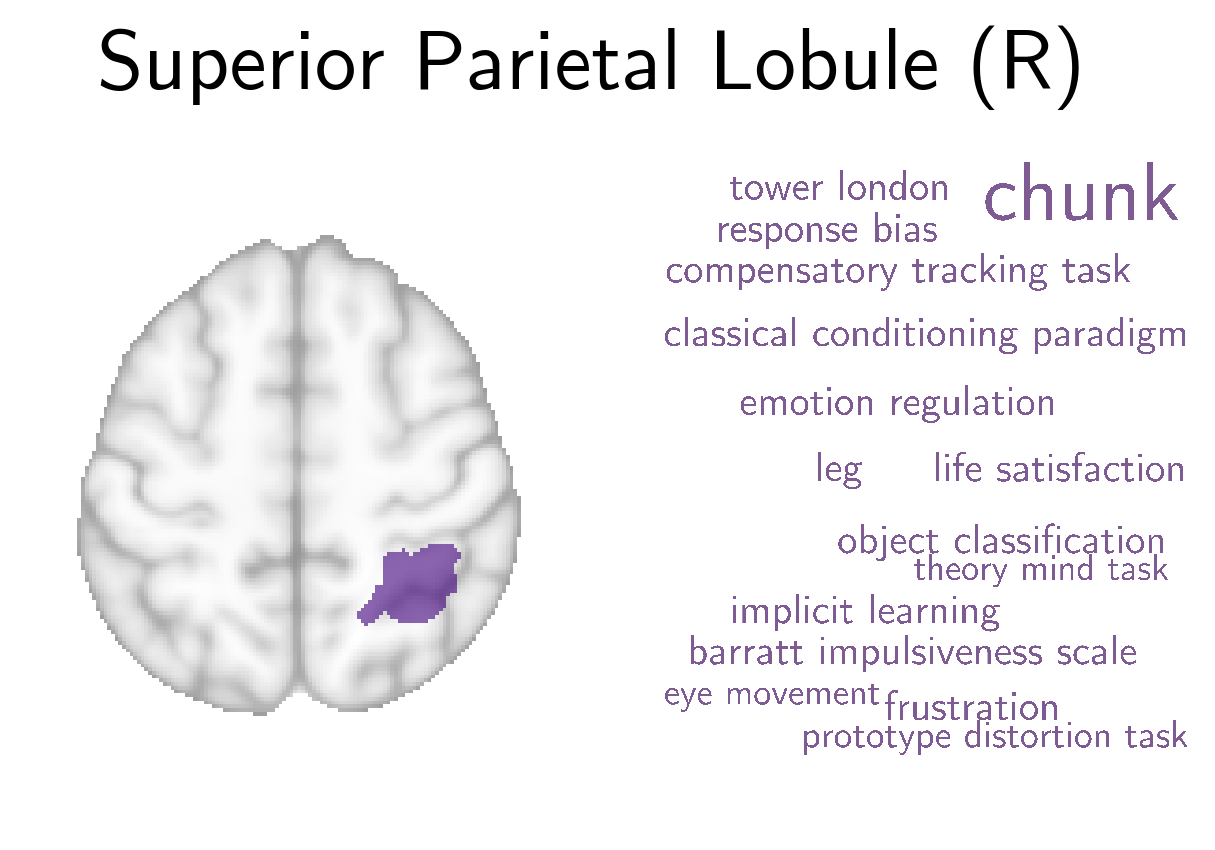 Superior Parietal Lobule (R)
tower london
chunk
response bias
compensatory tracking task
classical conditioning paradigm
emotion regulation
leg
life satisfaction
object classification
theory mind task
implicit learning
barratt impulsiveness scale
eye movement
frustration
prototype distortion task